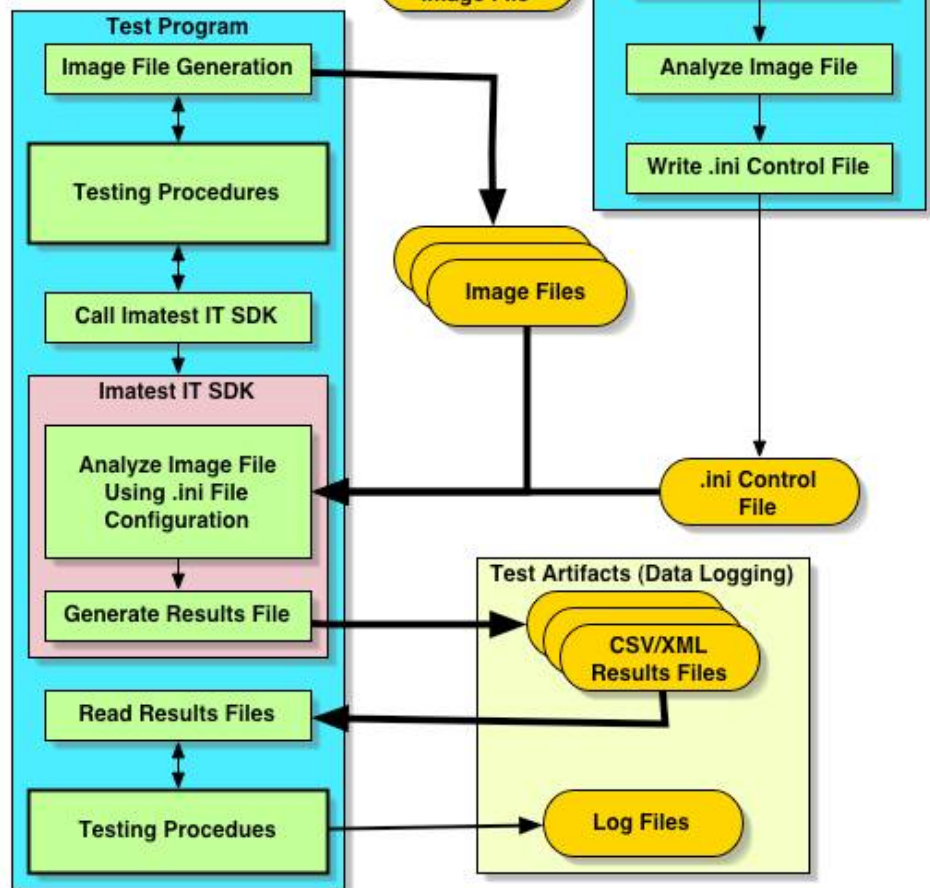 Image File
Test Program
Image File Generation
Testing Procedures
Call Imatest IT SDK
Imatest IT SDK
Analyze Image File
Using .ini File
Configuration
Generate Results File
Read Results Files
Testing Procedues
Analyze Image File
Write .ini Control File
Image Files
.ini Control
File
Test Artifacts (Data Logging)
CSV/XML
Results Files
Log Files